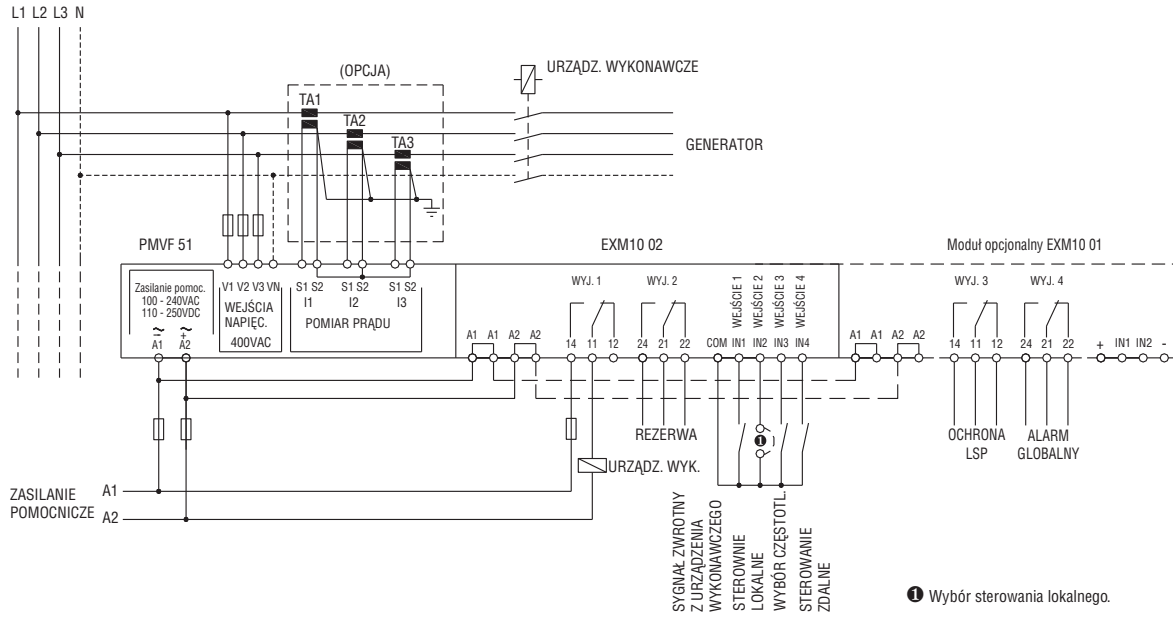 L1 L2 L3 N
(OPCJA)
URZĄDZ. WYKONAWCZE
TA1
TA2
TA3
GENERATOR
PMVF 51
EXM10 02
Moduł opcjonalny EXM10 01
Zasilanie pomoc.
100 - 240VAC
110 - 250VDC
~ ~
- +
A1 A2
V1 V2 V3 VN
WEJŚCIA
NAPIĘC.
400VAC
S1 S2 S1 S2 S1 S2
I1 I2 I3
POMIAR PRĄDU
A1 A1 A2 A2
WYJ. 1
14 11 12
WYJ. 2
24 21 22
WEJŚCIE 1
WEJŚCIE 2
WEJŚCIE 3
WEJŚCIE 4
COM IN1 IN2 IN3 IN4
A1 A1 A2 A2
WYJ. 3
14 11 12
WYJ. 4
24 21 22
+ IN1 IN2 -
REZERWA
❶
OCHRONA
LSP
ALARM
GLOBALNY
URZĄDZ. WYK.
ZASILANIE
POMOCNICZE
A1
A2
SYGNAŁ ZWROTNY
Z URZĄDZENIA
WYKONAWCZEGO
STEROWNIE
LOKALNE
WYBÓR CZĘSTOTL.
STEROWANIE
ZDALNE
❶ Wybór sterowania lokalnego.